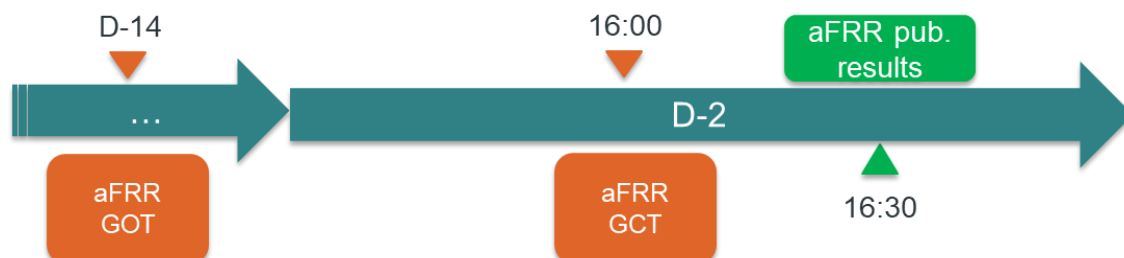 D-14
16:00
aFRR pub.
results
...
D-2
aFRR
GOT
aFRR
GCT
16:30